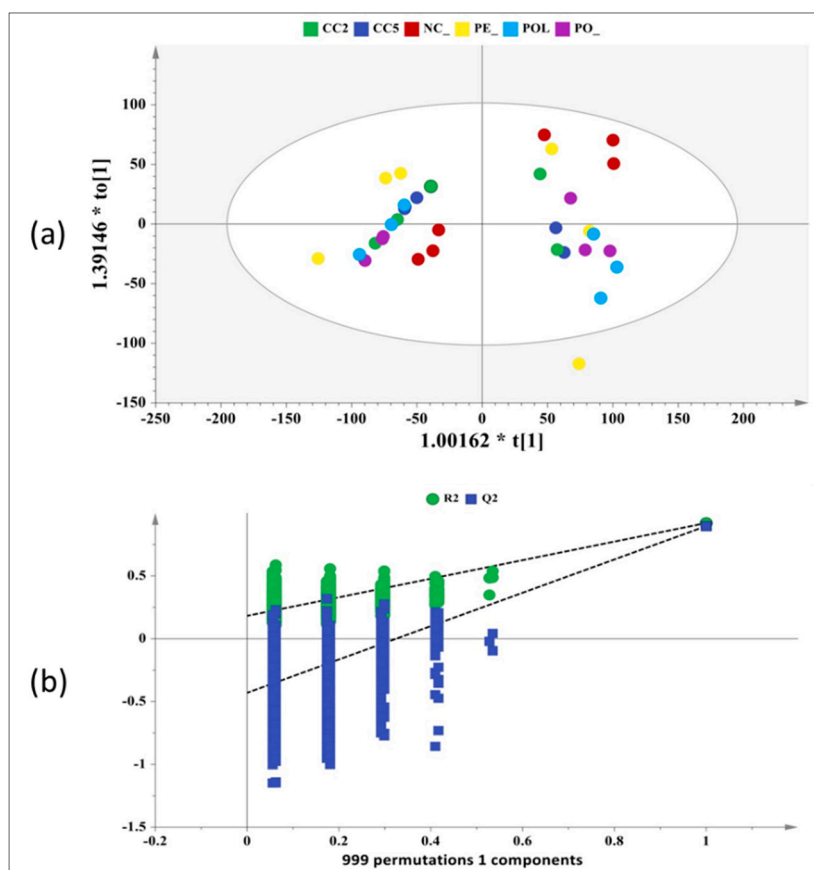 CC2 CC5 NC_ PE_ POL PO_
100
50
0
-50
-100
-150
-250 -200 -150 -100 -50 0 50 100 150 200
1.39146 * to[1]
1.00162 * t[1]
(a)
R2 Q2
0.5
0
-0.5
-1
-1.5
-0.2 0 0.2 0.4 0.6 0.8 1
999 permutations 1 components
(b)